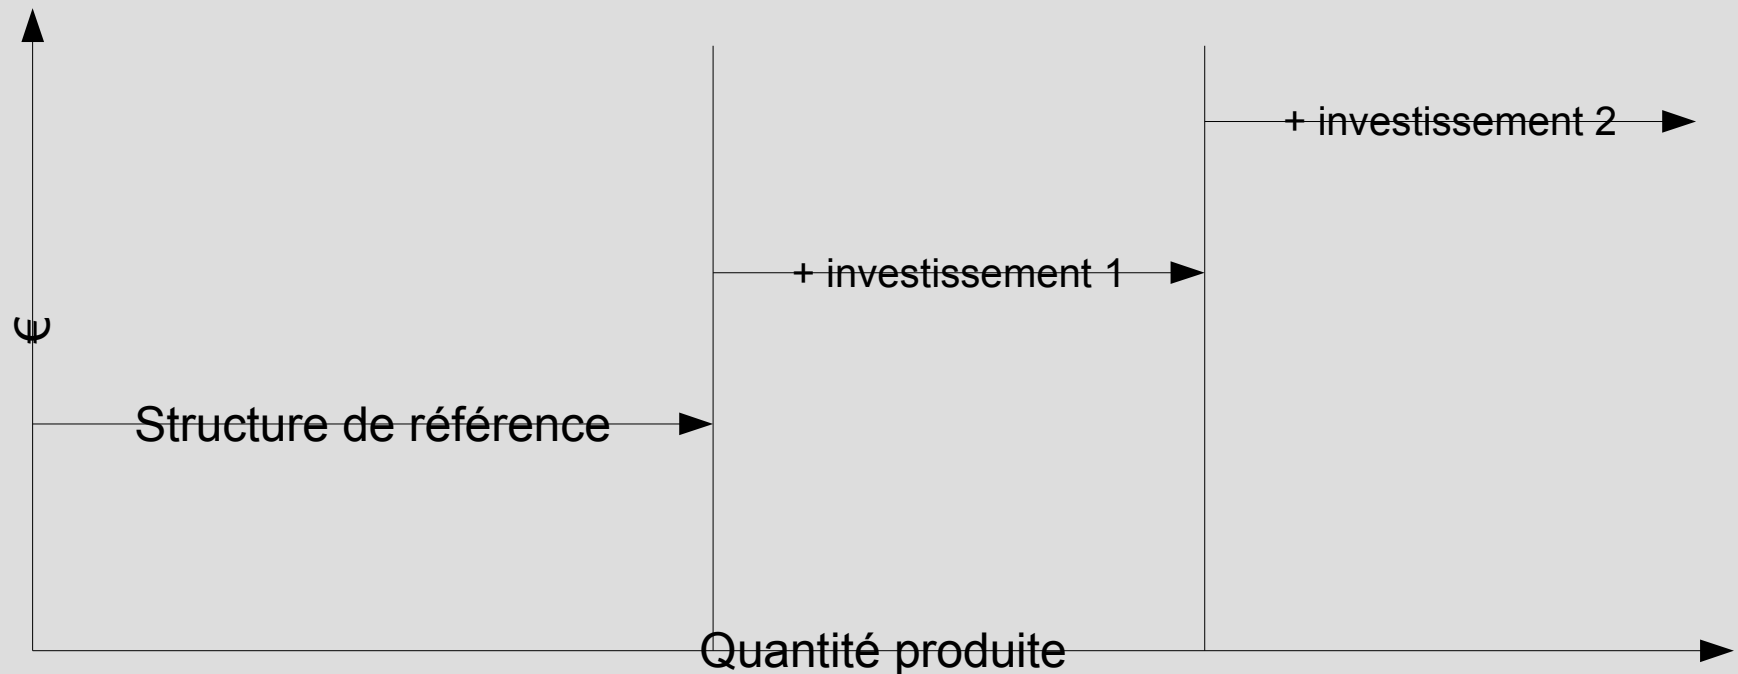 + investissement 2
+ investissement 1
€
Structure de référence
Quantité produite